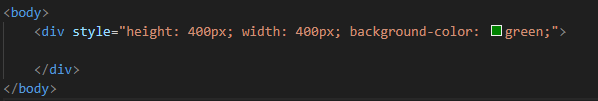 <body>
<div style="height: 400px; width: 400px; background-color: green;">
</div>
</body>